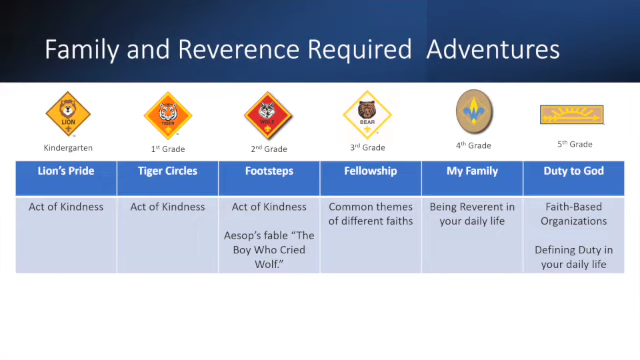 Family and Reverence Required Adventures
LION
TIGER
WOLF
BEAR
Kindergarten
1st Grade
2nd Grade
3rd Grade
4th Grade
5th Grade
Lion's Pride
Tiger Circles
Footsteps
Fellowship
My Family
Duty to God
Act of Kindness
Act of Kindness
Act of Kindness
Aesop's fable "The
Boy Who Cried
Wolf."
Common themes
of different faiths
Being Reverent in
your daily life
Faith-Based
Organizations
Defining Duty in
your daily life